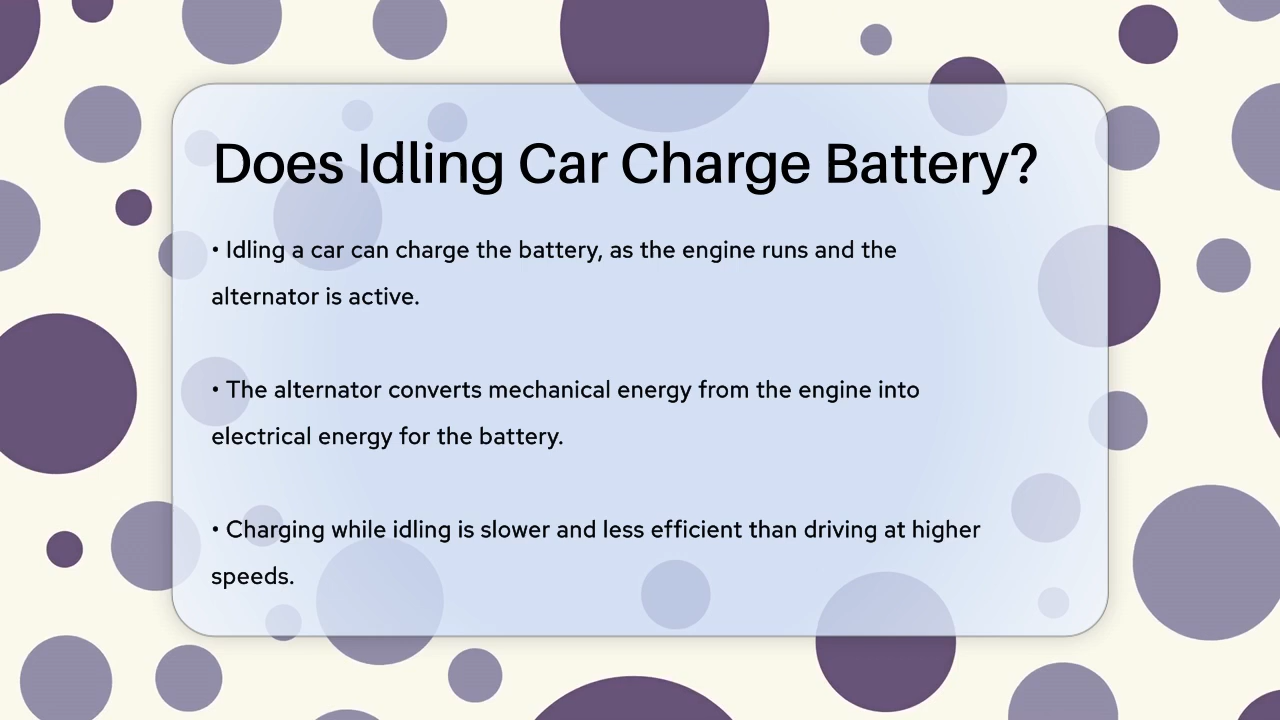 Does Idling Car Charge Battery?
• Idling a car can charge the battery, as the engine runs and the
alternator is active.
• The alternator converts mechanical energy from the engine into
electrical energy for the battery.
• Charging while idling is slower and less efficient than driving at higher
speeds.